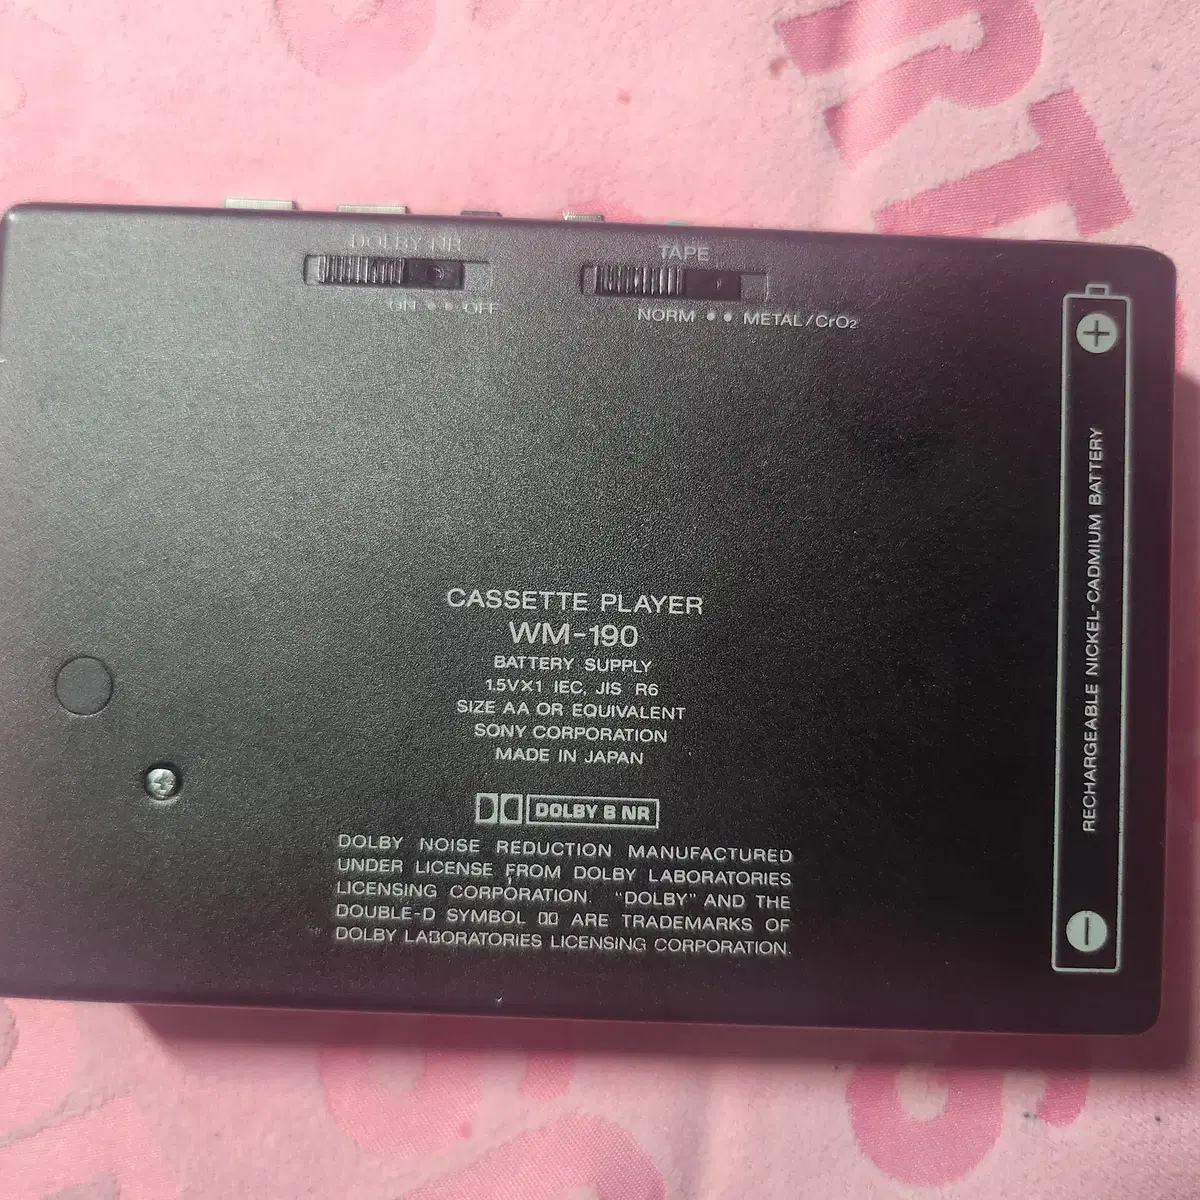 DOLBY NR
ON •• OFF
TAPE
NORM •• METAL/CrO₂
+
RECHARGEABLE NICKEL-CADMIUM BATTERY
−
CASSETTE PLAYER
WM-190
BATTERY SUPPLY
1.5V×1 IEC, JIS R6
SIZE AA OR EQUIVALENT
SONY CORPORATION
MADE IN JAPAN
DOLBY B NR
DOLBY NOISE REDUCTION MANUFACTURED
UNDER LICENSE FROM DOLBY LABORATORIES
LICENSING CORPORATION. "DOLBY" AND THE
DOUBLE-D SYMBOL ARE TRADEMARKS OF
DOLBY LABORATORIES LICENSING CORPORATION.